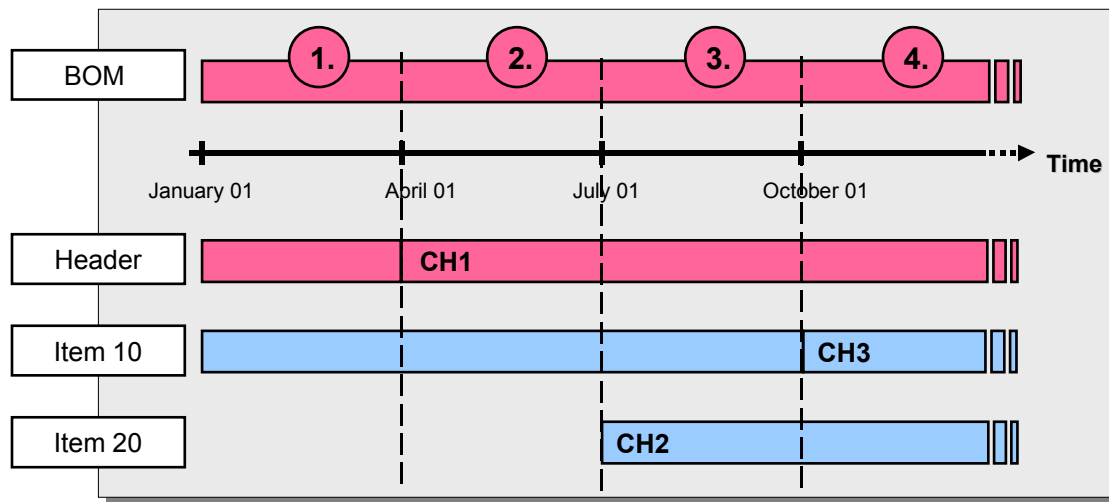 BOM
1.
2.
3.
4.
Time
January 01
April 01
July 01
October 01
Header
CH1
Item 10
CH3
Item 20
CH2